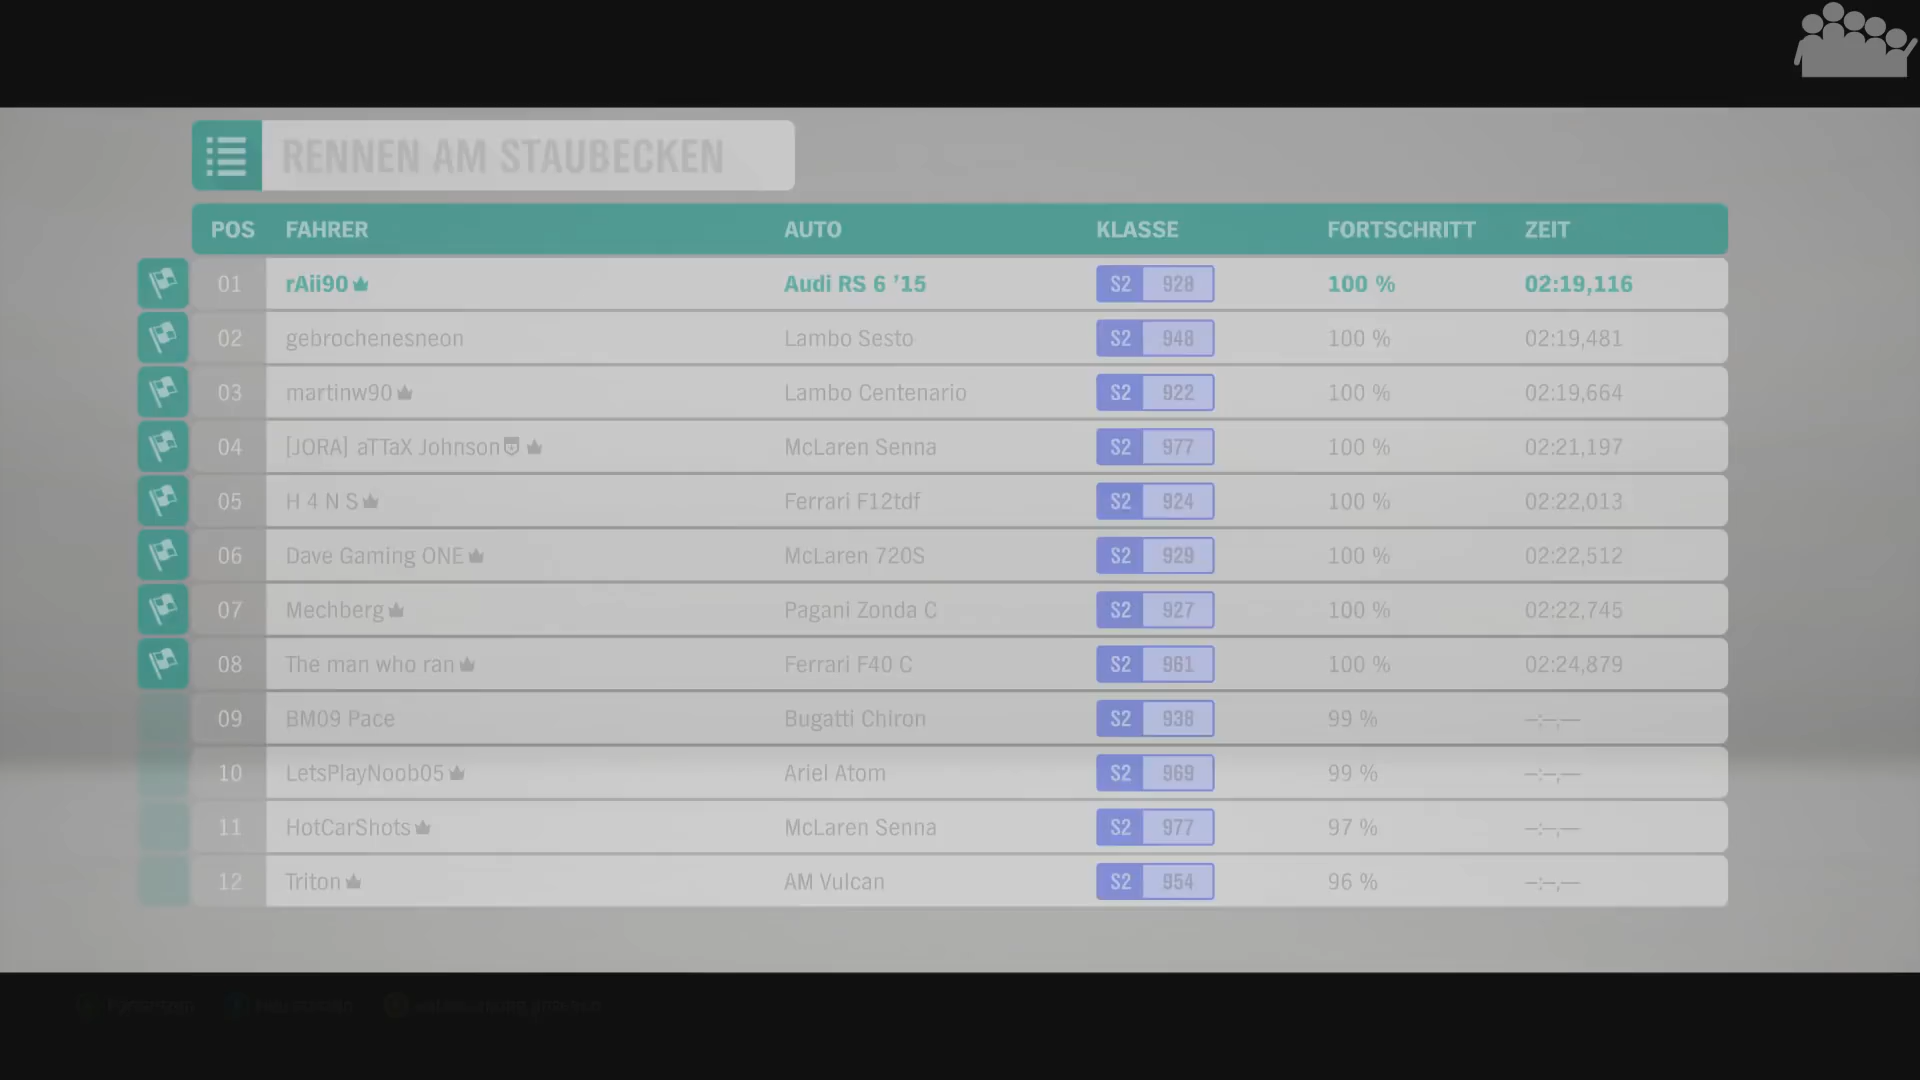 RENNEN AM STAUBECKEN
POS FAHRER AUTO KLASSE FORTSCHRITT ZEIT
01 rAii90 Audi RS 6 ’15 S2 928 100 % 02:19,116
02 gebrochenesneon Lambo Sesto S2 948 100 % 02:19,481
03 martinw90 Lambo Centenario S2 922 100 % 02:19,664
04 [JORA] aTTaX Johnson McLaren Senna S2 977 100 % 02:21,197
05 H 4 N S Ferrari F12tdf S2 924 100 % 02:22,013
06 Dave Gaming ONE McLaren 720S S2 929 100 % 02:22,512
07 Mechberg Pagani Zonda C S2 927 100 % 02:22,745
08 The man who ran Ferrari F40 C S2 961 100 % 02:24,879
09 BM09 Pace Bugatti Chiron S2 938 99 % --:--,---
10 LetsPlayNoob05 Ariel Atom S2 969 99 % --:--,---
11 HotCarShots McLaren Senna S2 977 97 % --:--,---
12 Triton AM Vulcan S2 954 96 % --:--,---